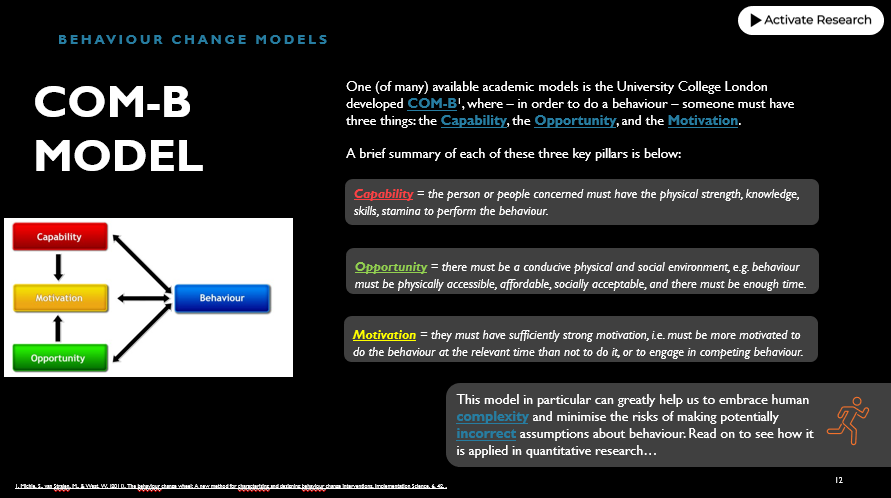 Activate Research
BEHAVIOUR CHANGE MODELS
COM-B
MODEL
One (of many) available academic models is the University College London
developed COM-B¹, where – in order to do a behaviour – someone must have
three things: the Capability, the Opportunity, and the Motivation.
A brief summary of each of these three key pillars is below:
Capability = the person or people concerned must have the physical strength, knowledge,
skills, stamina to perform the behaviour.
Opportunity = there must be a conducive physical and social environment, e.g. behaviour
must be physically accessible, affordable, socially acceptable, and there must be enough time.
Motivation = they must have sufficiently strong motivation, i.e. must be more motivated to
do the behaviour at the relevant time than not to do it, or to engage in competing behaviour.
Capability
Motivation
Behaviour
Opportunity
This model in particular can greatly help us to embrace human
complexity and minimise the risks of making potentially
incorrect assumptions about behaviour. Read on to see how it
is applied in quantitative research…
1. Michie, S., van Stralen, M., & West, W. (2011). The behaviour change wheel: A new method for characterising and designing behaviour change interventions. Implementation Science, 6, 42.
12